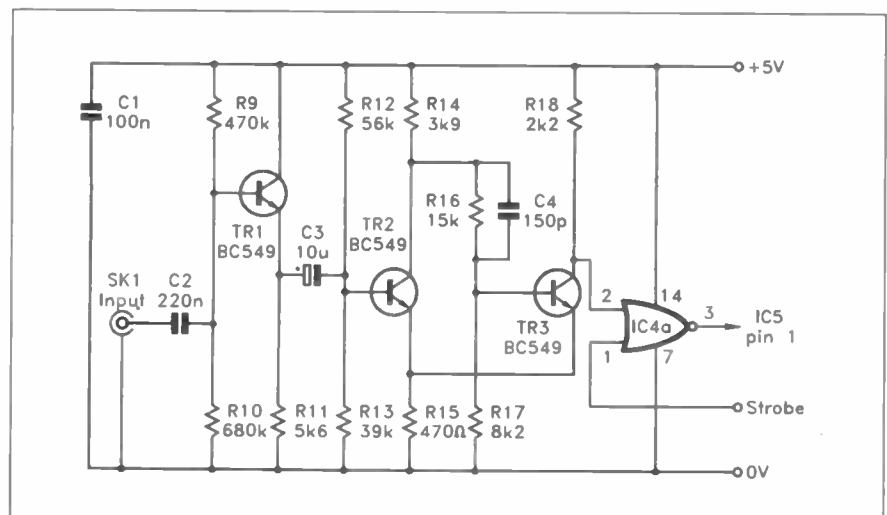 +5V
C1
100n
R9
470k
R12
56k
R14
3k9
R18
2k2
TR1
BC549
C3
10u
+
TR2
BC549
R16
15k
C4
150p
SK1
Input
C2
220n
TR3
BC549
2
1
IC4a
14
7
3
IC5
pin 1
R10
680k
R11
5k6
R13
39k
R15
470Ω
R17
8k2
Strobe
0V